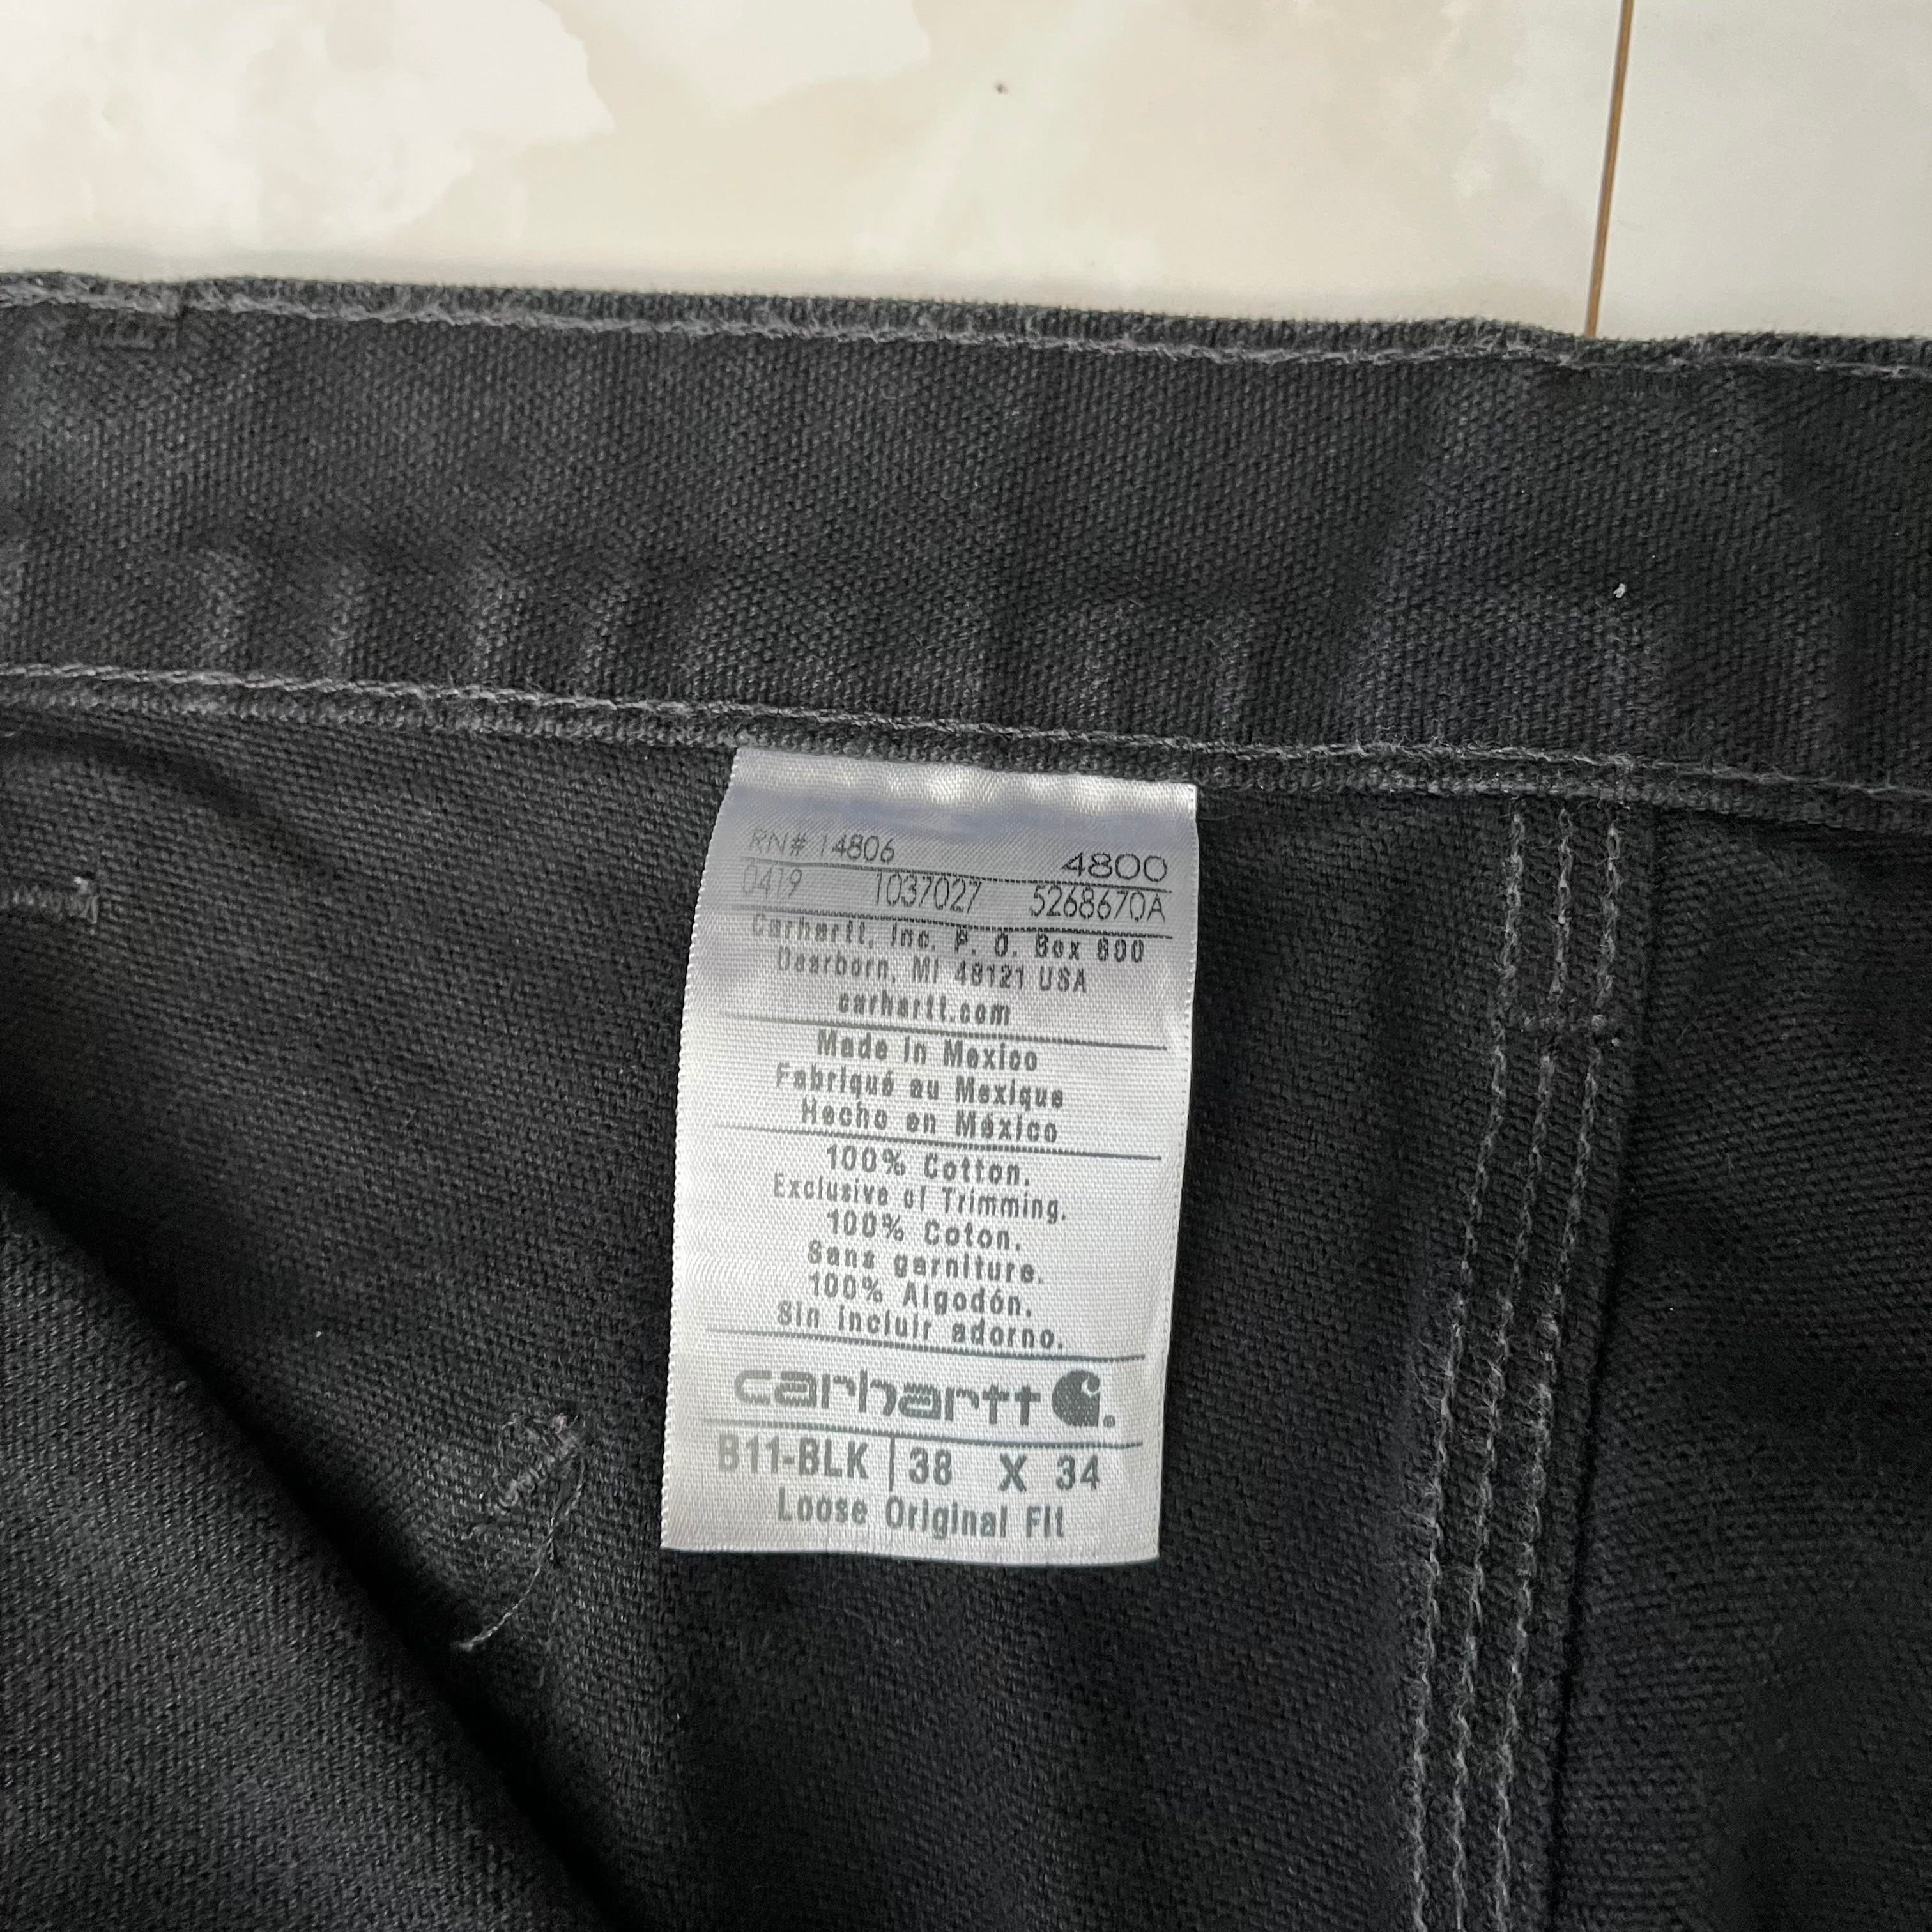 RN# 14806 4800
0419 1037027 5268670A
Carhartt, Inc. P. O. Box 600
Dearborn, MI 48121 USA
carhartt.com
Made in Mexico
Fabriqué au Mexique
Hecho en México
100% Cotton.
Exclusive of Trimming.
100% Coton.
Sans garniture.
100% Algodón.
Sin incluir adorno.
carhartt
B11-BLK 38 X 34
Loose Original Fit